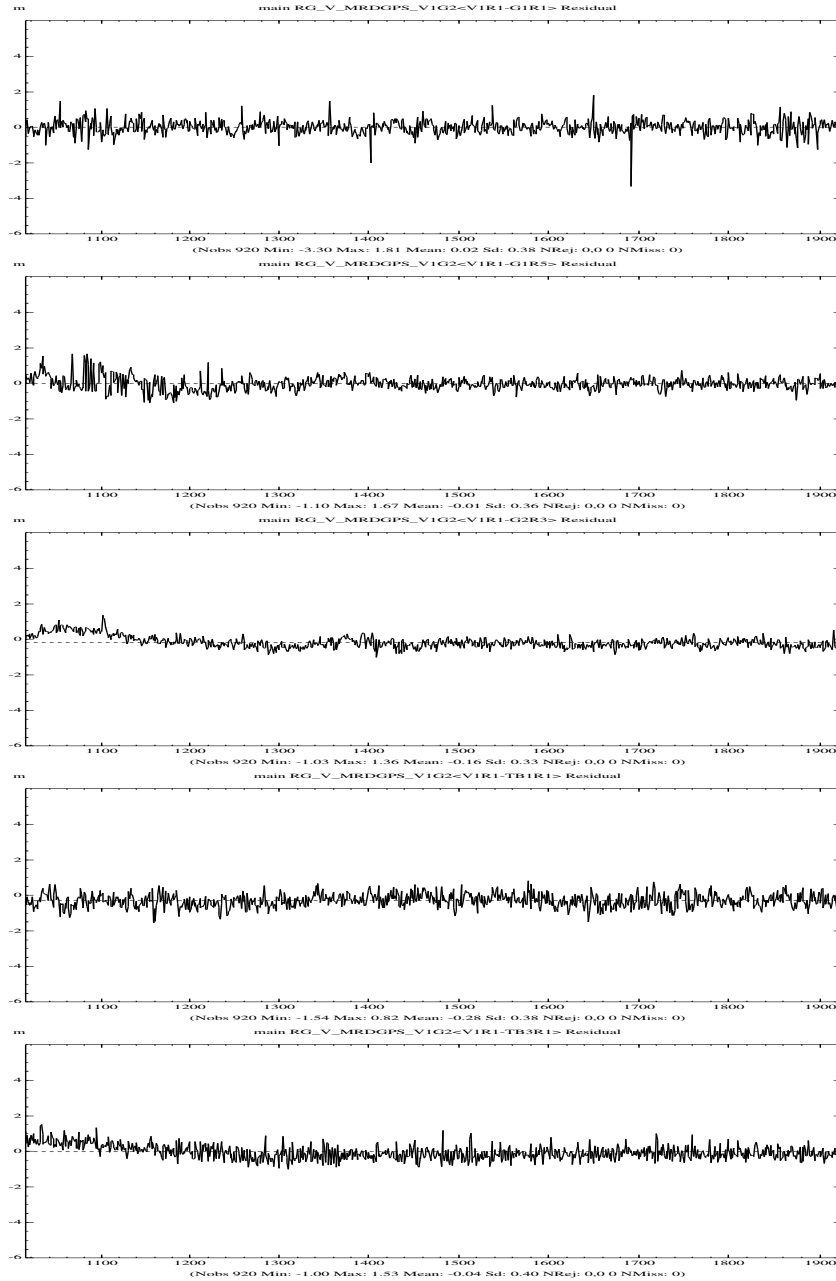 m main RG_V_MRDGPS_V1G2<V1R1-G1R1> Residual
4
2
0
-2
-4
-6
1100 1200 1300 1400 1500 1600 1700 1800 1900
(Nobs 920 Min: -3.30 Max: 1.81 Mean: 0.02 Sd: 0.38 NRej: 0,0 0 NMiss: 0)
m main RG_V_MRDGPS_V1G2<V1R1-G1R5> Residual
4
2
0
-2
-4
-6
1100 1200 1300 1400 1500 1600 1700 1800 1900
(Nobs 920 Min: -1.10 Max: 1.67 Mean: -0.01 Sd: 0.36 NRej: 0,0 0 NMiss: 0)
m main RG_V_MRDGPS_V1G2<V1R1-G2R3> Residual
4
2
0
-2
-4
-6
1100 1200 1300 1400 1500 1600 1700 1800 1900
(Nobs 920 Min: -1.03 Max: 1.36 Mean: -0.16 Sd: 0.33 NRej: 0,0 0 NMiss: 0)
m main RG_V_MRDGPS_V1G2<V1R1-TB1R1> Residual
4
2
0
-2
-4
-6
1100 1200 1300 1400 1500 1600 1700 1800 1900
(Nobs 920 Min: -1.54 Max: 0.82 Mean: -0.28 Sd: 0.38 NRej: 0,0 0 NMiss: 0)
m main RG_V_MRDGPS_V1G2<V1R1-TB3R1> Residual
4
2
0
-2
-4
-6
1100 1200 1300 1400 1500 1600 1700 1800 1900
(Nobs 920 Min: -1.00 Max: 1.53 Mean: -0.04 Sd: 0.40 NRej: 0,0 0 NMiss: 0)